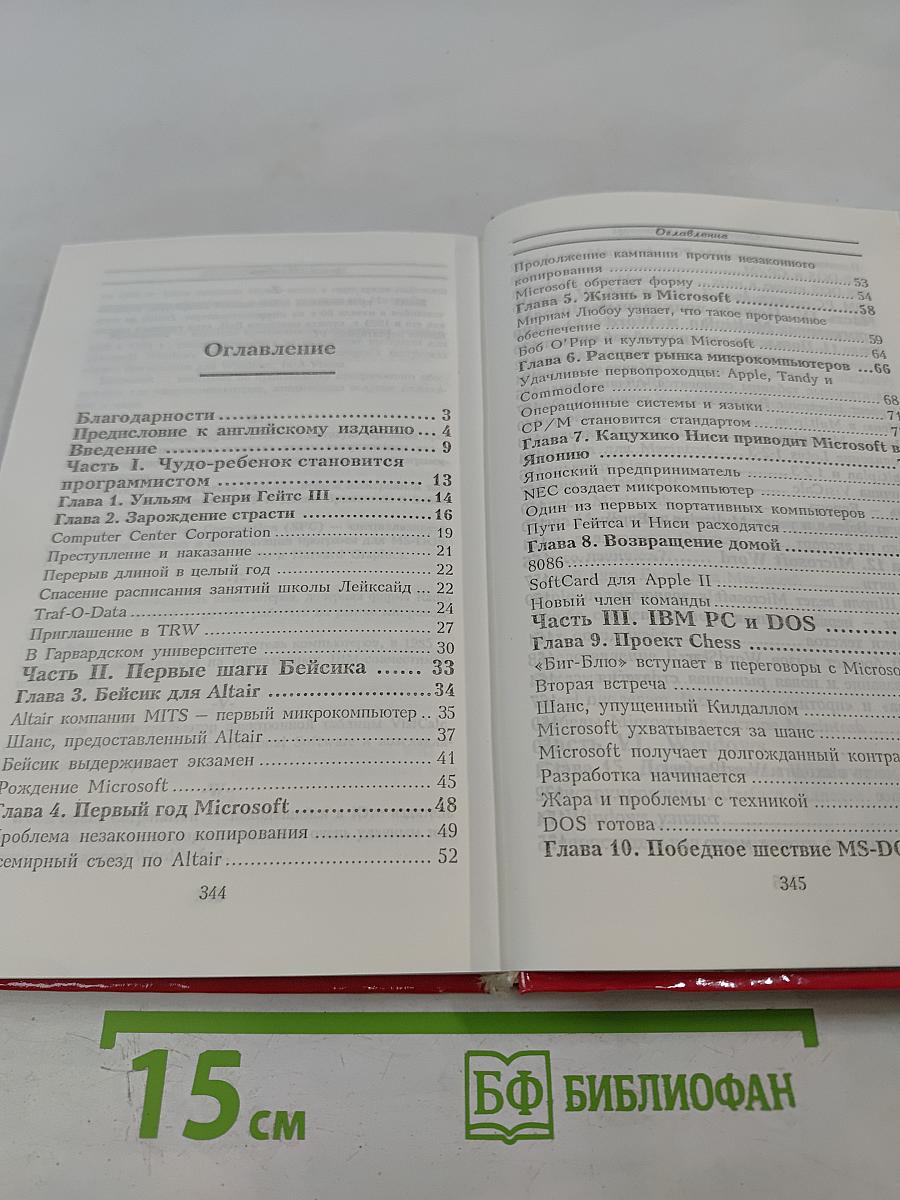 Оглавление
Благодарности 3
Предисловие к английскому изданию ... 4
Введение 9
Часть I. Чудо-ребенок становится
программистом 13
Глава 1. Уильям Генри Гейтс III 14
Глава 2. Зарождение страсти 16
Computer Center Corporation 19
Преступление и наказание 21
Перерыв длиной в целый год 22
Спасение расписания занятий школы Лейксайд ... 22
Traf-O-Data 24
Приглашение в TRW 27
В Гарвардском университете 30
Часть II. Первые шаги Бейсика ...... 33
Глава 3. Бейсик для Altair 34
Altair компании MITS — первый микрокомпьютер .. 35
Шанс, предоставленный Altair 37
Бейсик выдерживает экзамен 41
Рождение Microsoft 45
Глава 4. Первый год Microsoft 48
роблема незаконного копирования 49
семирный съезд по Altair 52
344
Оглавление
Продолжение кампании против незаконного
копирования 53
Microsoft обретает форму 54
Глава 5. Жизнь в Microsoft 58
Мириам Любоу узнает, что такое программное
обеспечение 59
Боб О'Рир и культура Microsoft 64
Глава 6. Расцвет рынка микрокомпьютеров ...66
Удачливые первопроходцы: Apple, Tandy и
Commodore 68
Операционные системы и языки 71
CP/M становится стандартом 7
Глава 7. Кацухико Ниси приводит Microsoft в
Японию
Японский предприниматель
NEC создает микрокомпьютер
Один из первых портативных компьютеров
Пути Гейтса и Ниси расходятся
Глава 8. Возвращение домой
8086
SoftCard для Apple II
Новый член команды
Часть III. IBM PC и DOS
Глава 9. Проект Chess
«Биг-Блю» вступает в переговоры с Microso
Вторая встреча
Шанс, упущенный Килдаллом
Microsoft ухватывается за шанс
Microsoft получает долгожданный контра
Разработка начинается
Жара и проблемы с техникой
DOS готова
Глава 10. Победное шествие MS-DO
345
15 см
БФ БИБЛИОФАН